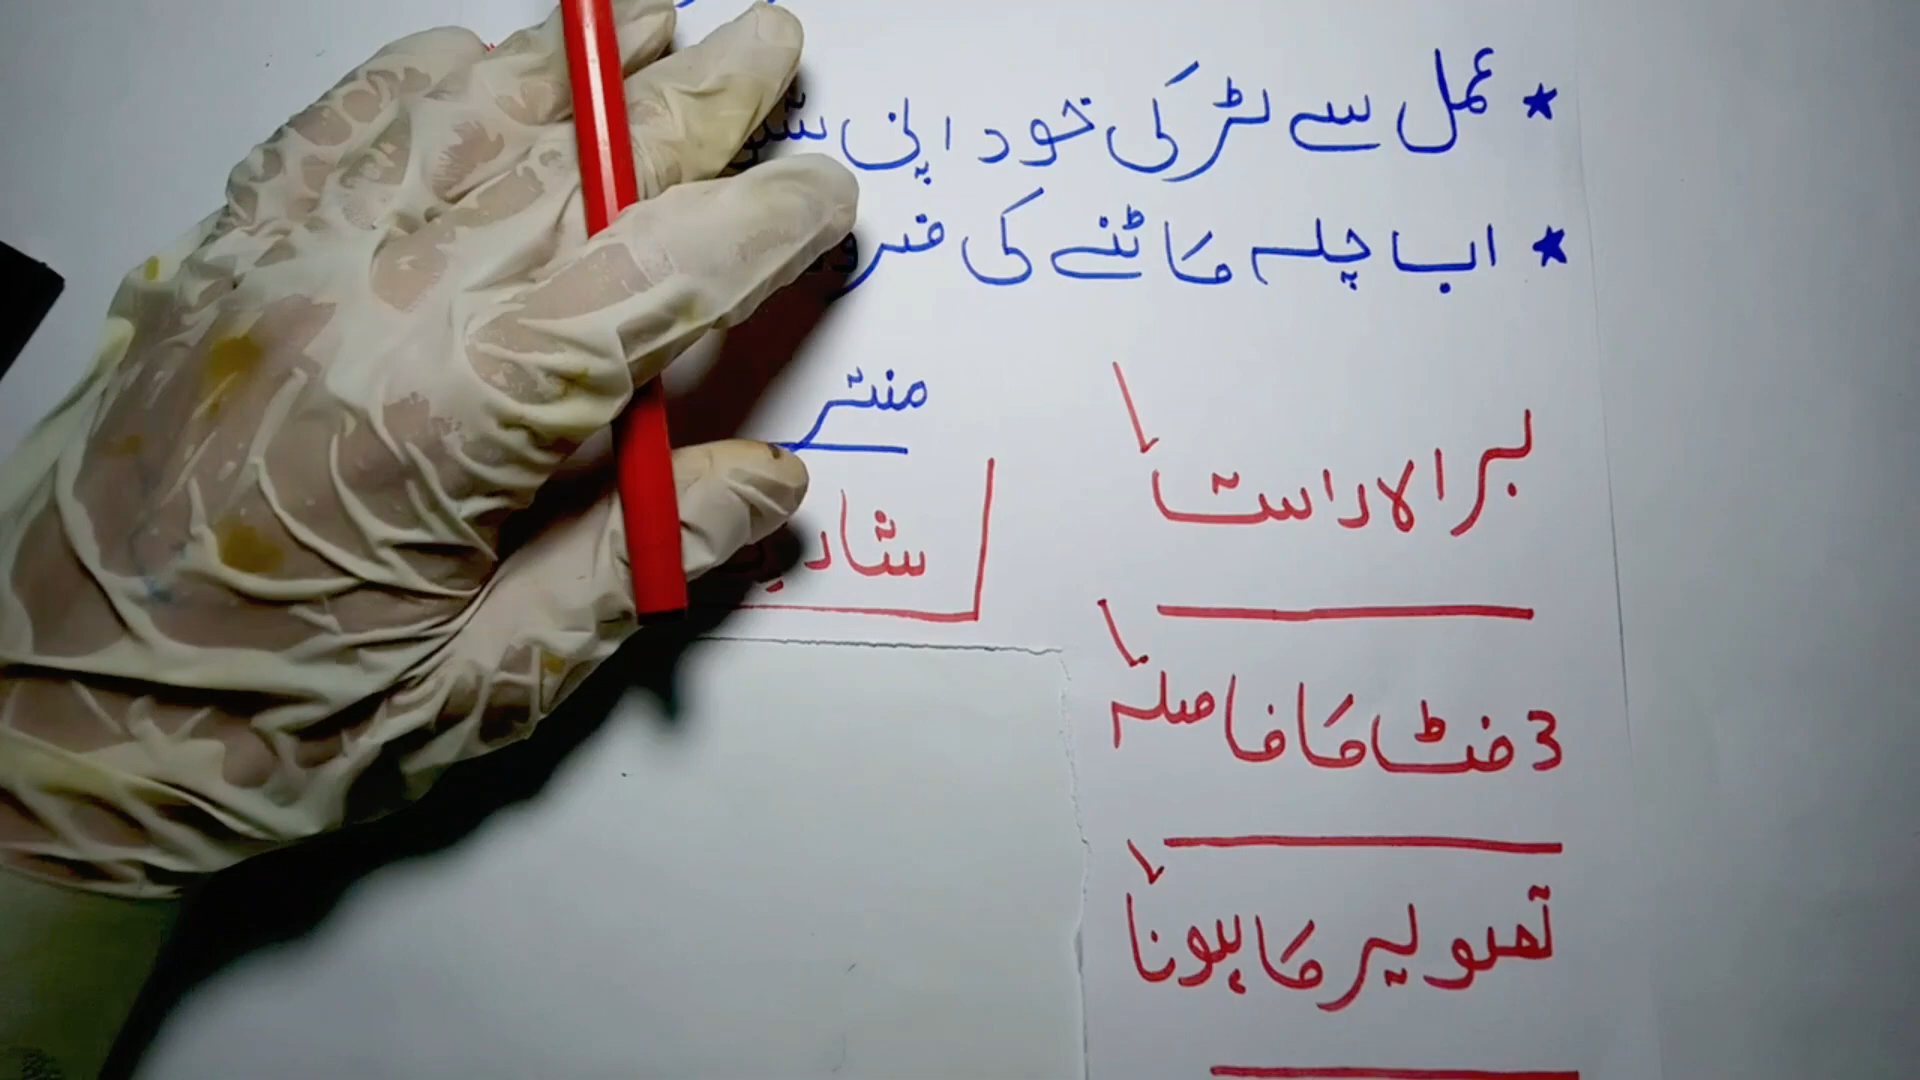 ★ عمل سے لڑکی خود اپنی
★ اب چلہ کاٹنے کی
براہ راست
منتر
3 فٹ کا فاصلہ
تصویر کا ہونا